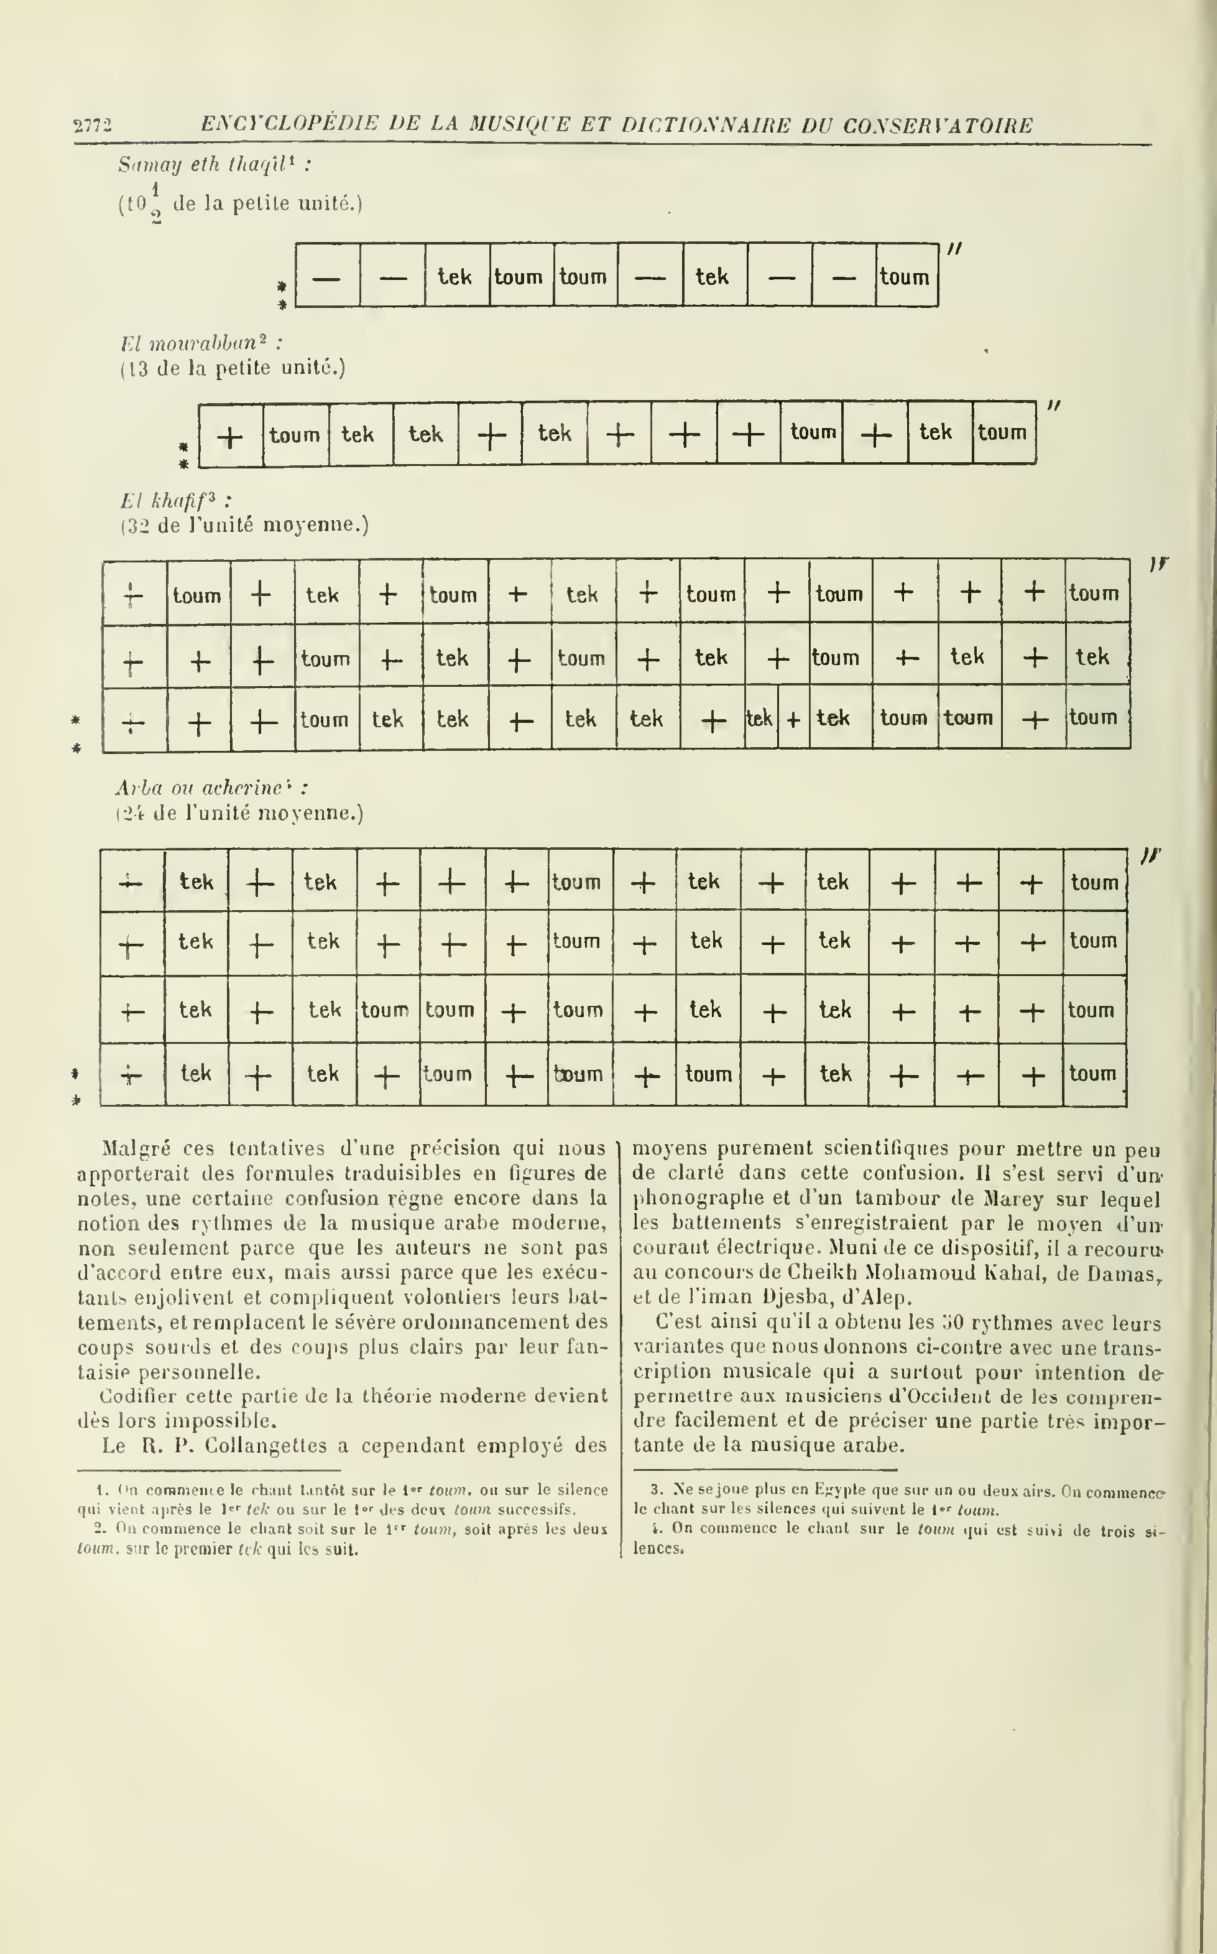 2772 ENCYCLOPÉDIE DE LA MUSIQUE ET DICTIONNAIRE DU CONSERVATOIRE
Samay eth thaqîl¹ :
(10 1/2 de la petite unité.)
— — tek toum toum — tek — — toum
El mourabban² :
(13 de la petite unité.)
+ toum tek tek + tek + + + toum + tek toum
El khafif³ :
(32 de l'unité moyenne.)
+ toum + tek + toum + tek + toum + toum + + + toum
+ + + toum + tek + toum + tek + toum + tek + tek
+ + + toum tek tek + tek tek + tek + tek toum toum + toum
Arba ou acherine⁴ :
(24 de l'unité moyenne.)
+ tek + tek + + + toum + tek + tek + + + toum
+ tek + tek + + + toum + tek + tek + + + toum
+ tek + tek toum toum + toum + tek + tek + + + toum
+ tek + tek + toum + toum + toum + tek + + + toum
Malgré ces tentatives d'une précision qui nous
apporterait des formules traduisibles en figures de
notes, une certaine confusion règne encore dans la
notion des rythmes de la musique arabe moderne,
non seulement parce que les auteurs ne sont pas
d'accord entre eux, mais aussi parce que les exécu-
tants enjolivent et compliquent volontiers leurs bat-
tements, et remplacent le sévère ordonnancement des
coups sourds et des coups plus clairs par leur fan-
taisie personnelle.
Codifier cette partie de la théorie moderne devient
dès lors impossible.
Le R. P. Collangettes a cependant employé des
1. On commence le chant tantôt sur le 1er toum, ou sur le silence
qui vient après le 1er tek ou sur le 1er des deux toum successifs.
2. On commence le chant soit sur le 1er toum, soit après les deux
toum, sur le premier tek qui les suit.
moyens purement scientifiques pour mettre un peu
de clarté dans cette confusion. Il s'est servi d'un
phonographe et d'un tambour de Marey sur lequel
les battements s'enregistraient par le moyen d'un
courant électrique. Muni de ce dispositif, il a recouru
au concours de Cheikh Mohamoud Kahal, de Damas,
et de l'iman Djesba, d'Alep.
C'est ainsi qu'il a obtenu les 50 rythmes avec leurs
variantes que nous donnons ci-contre avec une trans-
cription musicale qui a surtout pour intention de
permettre aux musiciens d'Occident de les compren-
dre facilement et de préciser une partie très impor-
tante de la musique arabe.
3. Ne se joue plus en Egypte que sur un ou deux airs. On commence
le chant sur les silences qui suivent le 1er toum.
4. On commence le chant sur le toum qui est suivi de trois si-
lences.